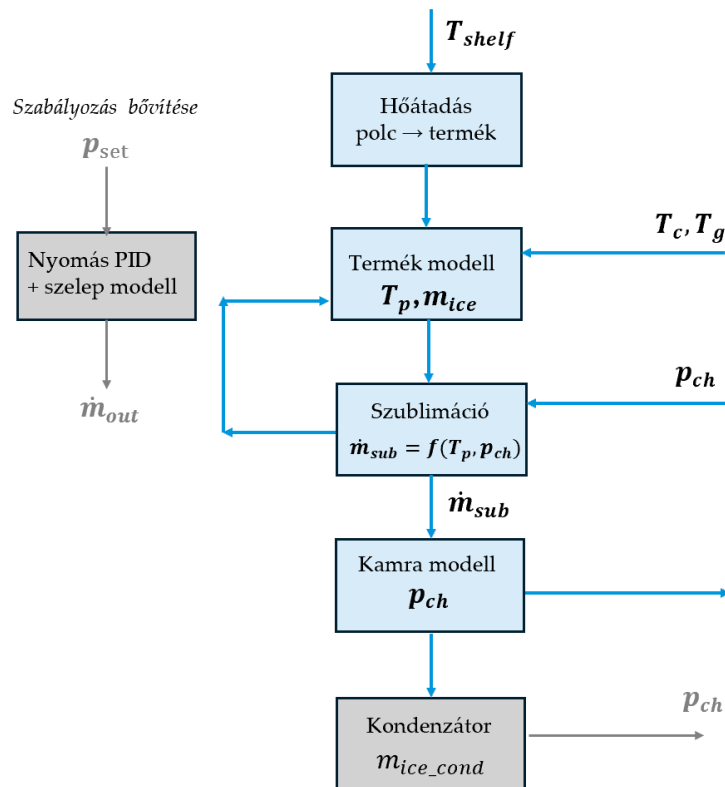 T_shelf
Szabályozás bővítése
p_set
Hőátadás
polc → termék
Nyomás PID
+ szelep modell
T_c, T_g
Termék modell
T_p, m_ice
ṁ_out
p_ch
Szublimáció
ṁ_sub = f(T_p, p_ch)
ṁ_sub
Kamra modell
p_ch
Kondenzátor
m_ice_cond
p_ch